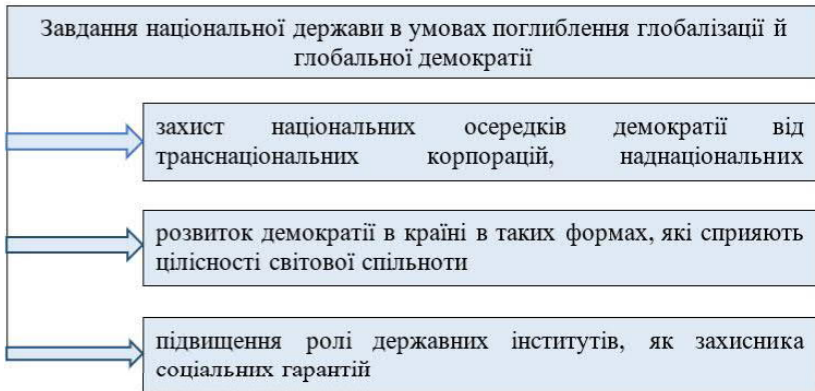 Завдання національної держави в умовах поглиблення глобалізації й
глобальної демократії
захист національних осередків демократії від
транснаціональних корпорацій, наднаціональних
розвиток демократії в країні в таких формах, які сприяють
цілісності світової спільноти
підвищення ролі державних інститутів, як захисника
соціальних гарантій